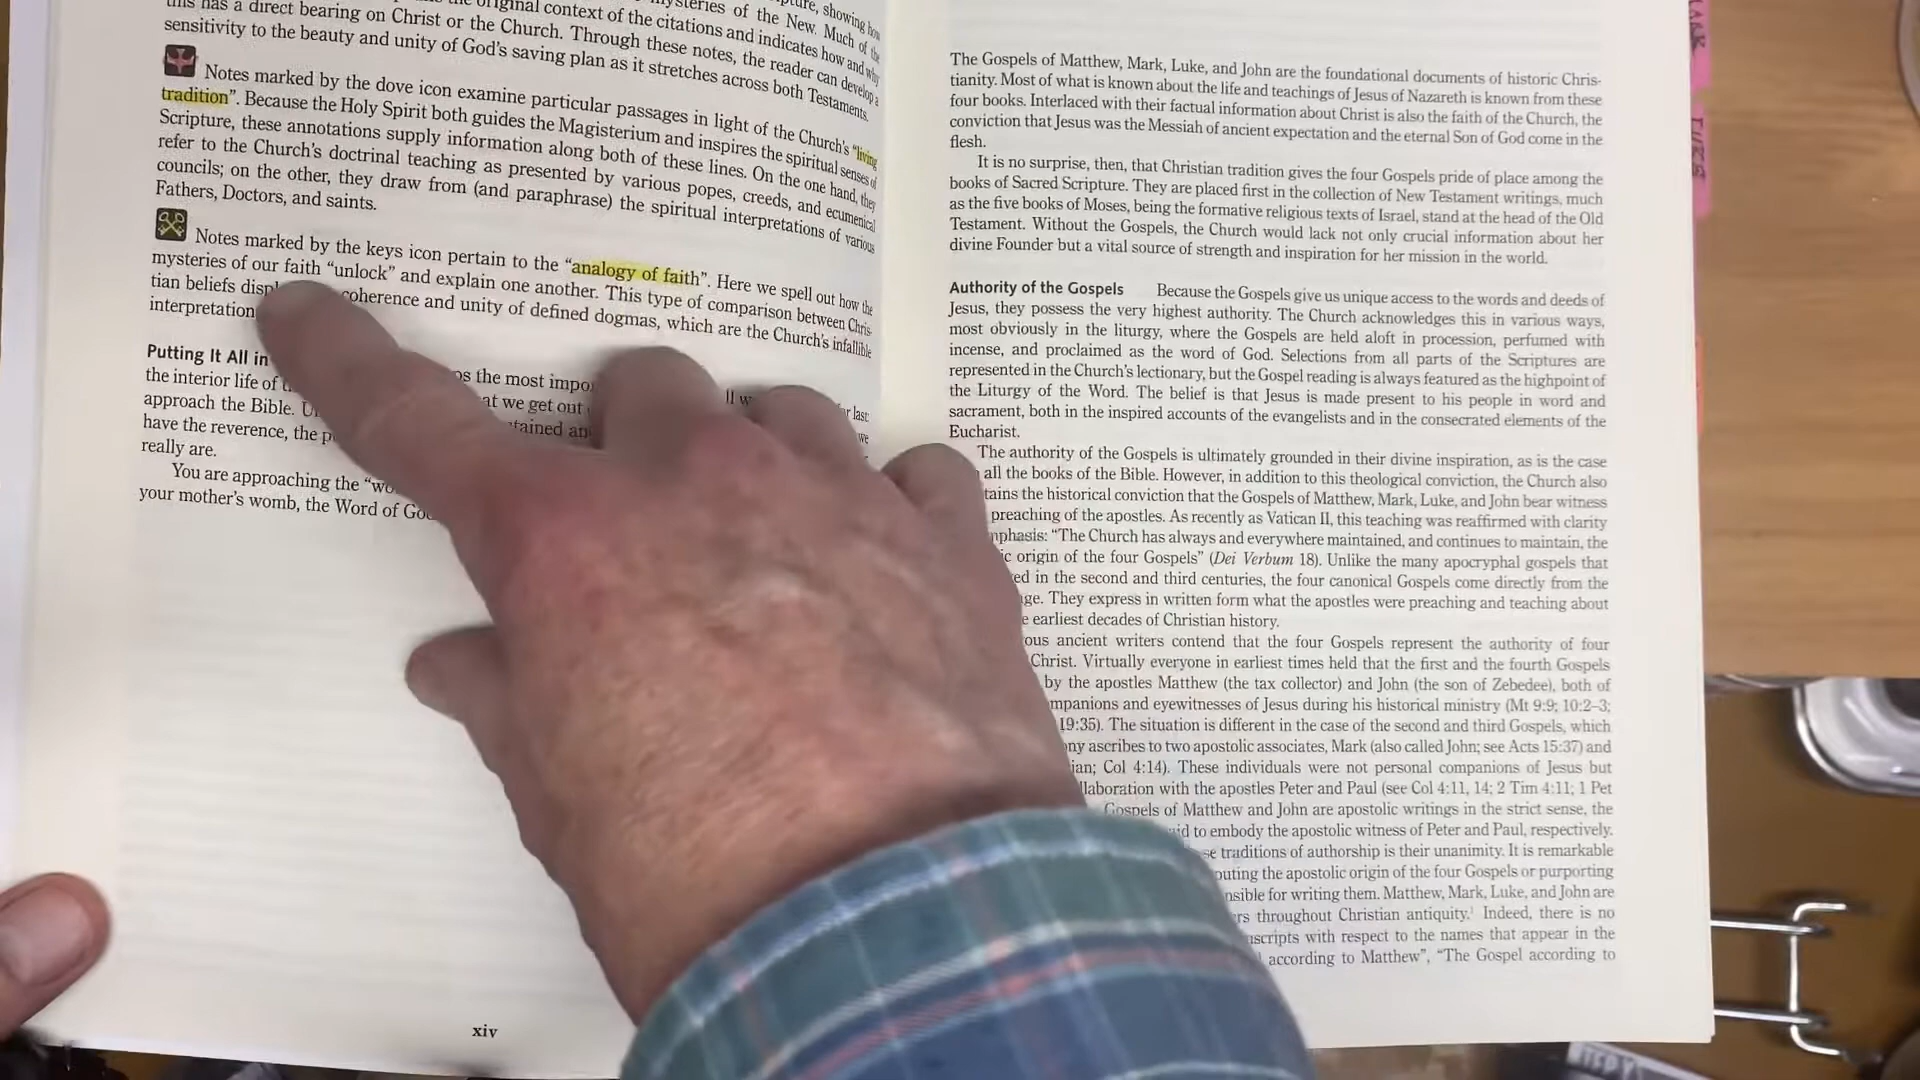 this has a direct bearing on Christ or the Church. Through these notes, the reader can develop a
sensitivity to the beauty and unity of God's saving plan as it stretches across both Testaments.
Notes marked by the dove icon examine particular passages in light of the Church's "living
tradition". Because the Holy Spirit both guides the Magisterium and inspires the spiritual senses of
Scripture, these annotations supply information along both of these lines. On the one hand, they
refer to the Church's doctrinal teaching as presented by various popes, creeds, and ecumenical
councils; on the other, they draw from (and paraphrase) the spiritual interpretations of various
Fathers, Doctors, and saints.
Notes marked by the keys icon pertain to the "analogy of faith". Here we spell out how the
mysteries of our faith "unlock" and explain one another. This type of comparison between Chris-
tian beliefs coherence and unity of defined dogmas, which are the Church's infallible
interpretation
Putting It All in
the interior life of the most
approach the Bible. at we get out
have the reverence, the
really are.
You are approaching the
your mother's womb, the Word of
xiv
The Gospels of Matthew, Mark, Luke, and John are the foundational documents of historic Chris-
tianity. Most of what is known about the life and teachings of Jesus of Nazareth is known from these
four books. Interlaced with their factual information about Christ is also the faith of the Church, the
conviction that Jesus was the Messiah of ancient expectation and the eternal Son of God come in the
flesh.
It is no surprise, then, that Christian tradition gives the four Gospels pride of place among the
books of Sacred Scripture. They are placed first in the collection of New Testament writings, much
as the five books of Moses, being the formative religious texts of Israel, stand at the head of the Old
Testament. Without the Gospels, the Church would lack not only crucial information about her
divine Founder but a vital source of strength and inspiration for her mission in the world.
Authority of the Gospels Because the Gospels give us unique access to the words and deeds of
Jesus, they possess the very highest authority. The Church acknowledges this in various ways,
most obviously in the liturgy, where the Gospels are held aloft in procession, perfumed with
incense, and proclaimed as the word of God. Selections from all parts of the Scriptures are
represented in the Church's lectionary, but the Gospel reading is always featured as the highpoint of
the Liturgy of the Word. The belief is that Jesus is made present to his people in word and
sacrament, both in the inspired accounts of the evangelists and in the consecrated elements of the
Eucharist.
The authority of the Gospels is ultimately grounded in their divine inspiration, as is the case
all the books of the Bible. However, in addition to this theological conviction, the Church also
tains the historical conviction that the Gospels of Matthew, Mark, Luke, and John bear witness
preaching of the apostles. As recently as Vatican II, this teaching was reaffirmed with clarity
nphasis: "The Church has always and everywhere maintained, and continues to maintain, the
ic origin of the four Gospels" (Dei Verbum 18). Unlike the many apocryphal gospels that
ed in the second and third centuries, the four canonical Gospels come directly from the
ge. They express in written form what the apostles were preaching and teaching about
e earliest decades of Christian history.
ous ancient writers contend that the four Gospels represent the authority of four
Christ. Virtually everyone in earliest times held that the first and the fourth Gospels
by the apostles Matthew (the tax collector) and John (the son of Zebedee), both of
mpanions and eyewitnesses of Jesus during his historical ministry (Mt 9:9; 10:2–3;
19:35). The situation is different in the case of the second and third Gospels, which
ny ascribes to two apostolic associates, Mark (also called John; see Acts 15:37) and
ian; Col 4:14). These individuals were not personal companions of Jesus but
llaboration with the apostles Peter and Paul (see Col 4:11, 14; 2 Tim 4:11; 1 Pet
Gospels of Matthew and John are apostolic writings in the strict sense, the
id to embody the apostolic witness of Peter and Paul, respectively.
se traditions of authorship is their unanimity. It is remarkable
outing the apostolic origin of the four Gospels or purporting
nsible for writing them. Matthew, Mark, Luke, and John are
rs throughout Christian antiquity.¹ Indeed, there is no
uscripts with respect to the names that appear in the
according to Matthew", "The Gospel according to